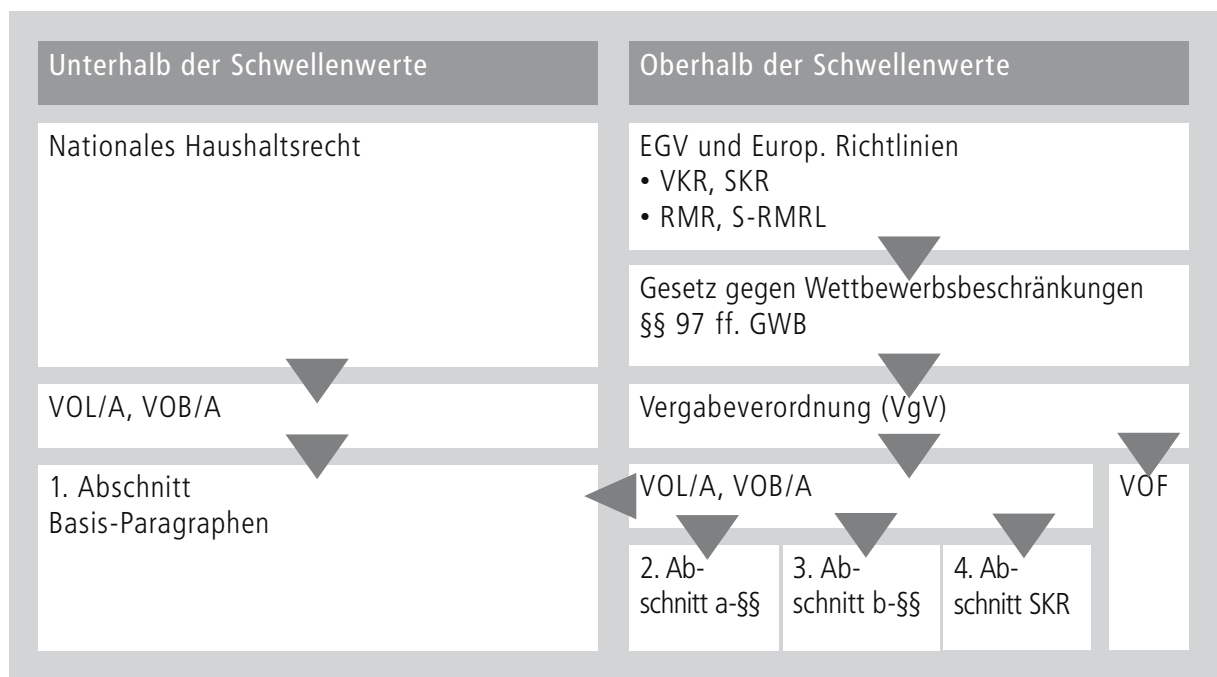 Unterhalb der Schwellenwerte
Nationales Haushaltsrecht
VOL/A, VOB/A
1. Abschnitt
Basis-Paragraphen
Oberhalb der Schwellenwerte
EGV und Europ. Richtlinien
• VKR, SKR
• RMR, S-RMRL
Gesetz gegen Wettbewerbsbeschränkungen
§§ 97 ff. GWB
Vergabeverordnung (VgV)
VOL/A, VOB/A
VOF
2. Ab-
schnitt a-§§
3. Ab-
schnitt b-§§
4. Ab-
schnitt SKR